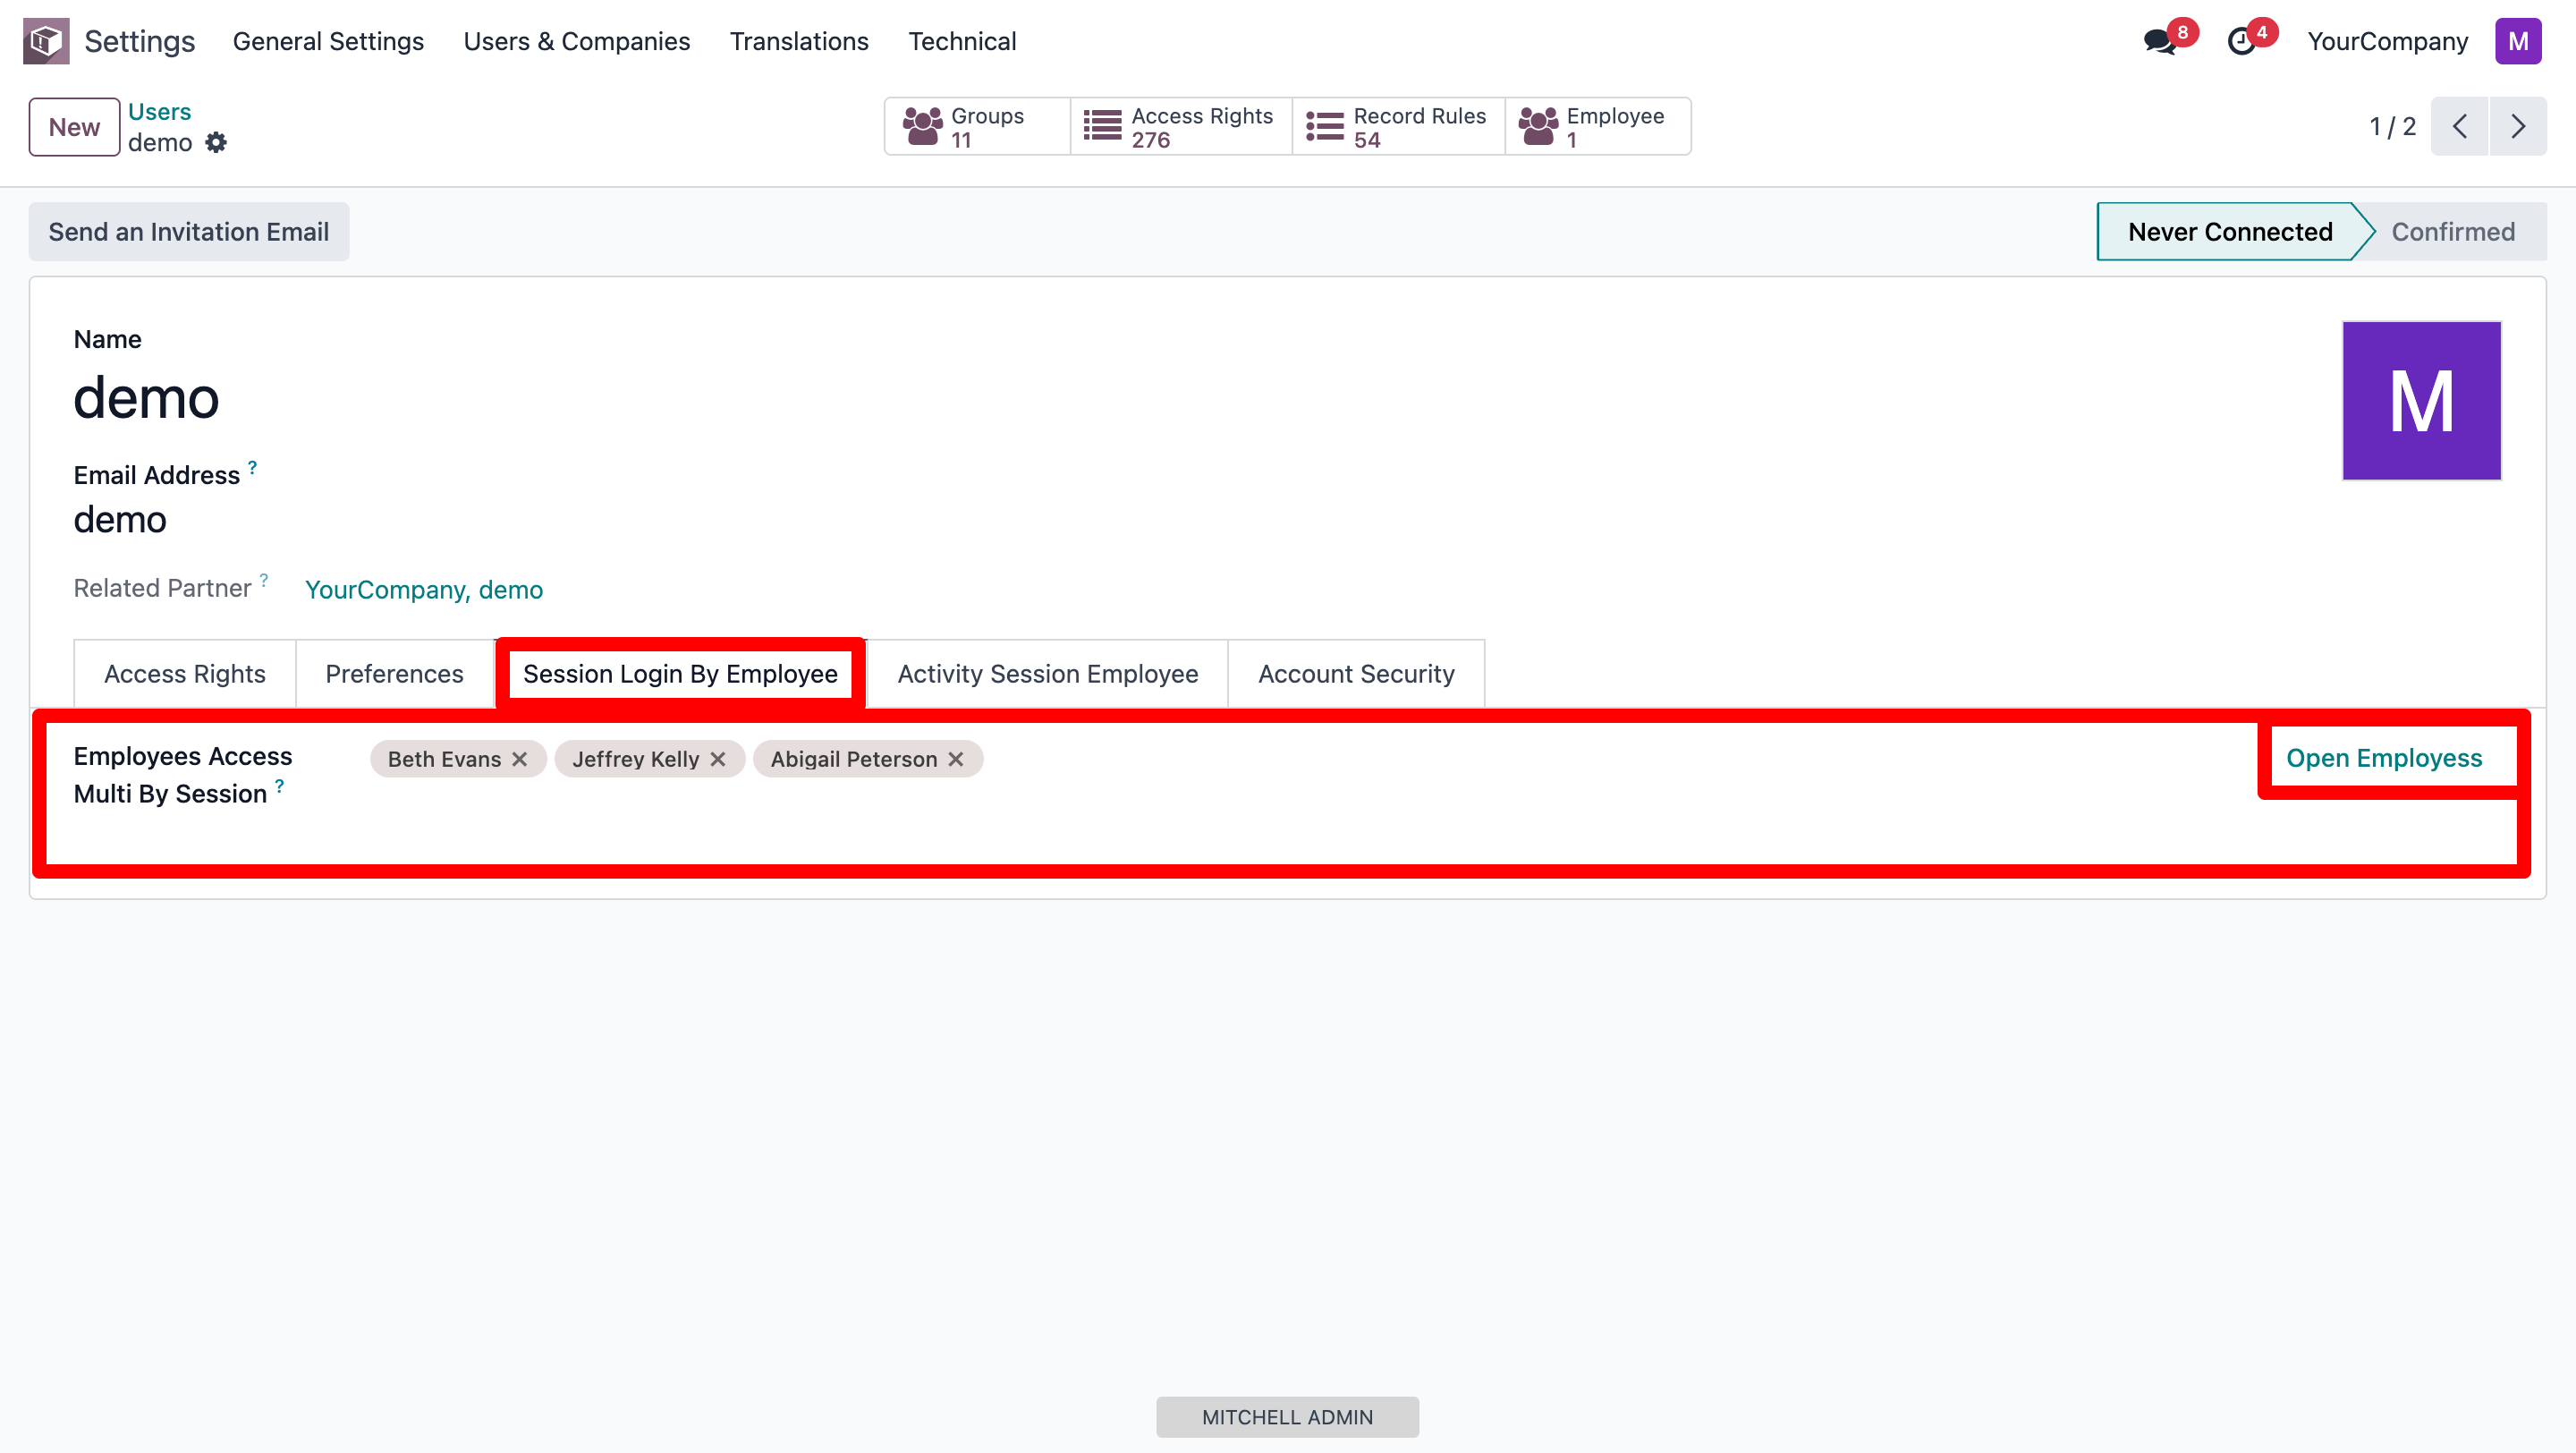 Settings General Settings Users & Companies Translations Technical 8 4 YourCompany M
New Users demo
Groups 11 Access Rights 276 Record Rules 54 Employee 1
1 / 2
Send an Invitation Email Never Connected Confirmed
Name
demo
M
Email Address ?
demo
Related Partner ? YourCompany, demo
Access Rights Preferences Session Login By Employee Activity Session Employee Account Security
Employees Access Multi By Session ? Beth Evans Jeffrey Kelly Abigail Peterson Open Employess
MITCHELL ADMIN